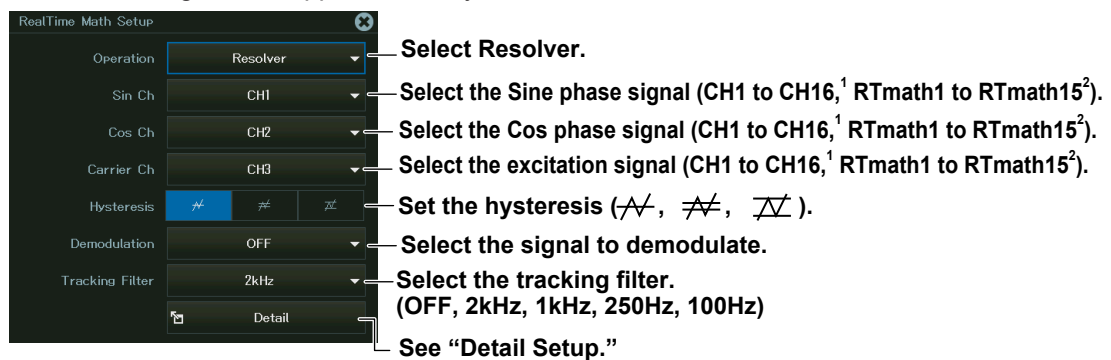 RealTime Math Setup
Operation Resolver Select Resolver.
Sin Ch CH1 Select the Sine phase signal (CH1 to CH16,¹ RTmath1 to RTmath15²).
Cos Ch CH2 Select the Cos phase signal (CH1 to CH16,¹ RTmath1 to RTmath15²).
Carrier Ch CH3 Select the excitation signal (CH1 to CH16,¹ RTmath1 to RTmath15²).
Hysteresis Set the hysteresis ( , , ).
Demodulation OFF Select the signal to demodulate.
Tracking Filter 2kHz Select the tracking filter.
(OFF, 2kHz, 1kHz, 250Hz, 100Hz)
Detail
See “Detail Setup.”